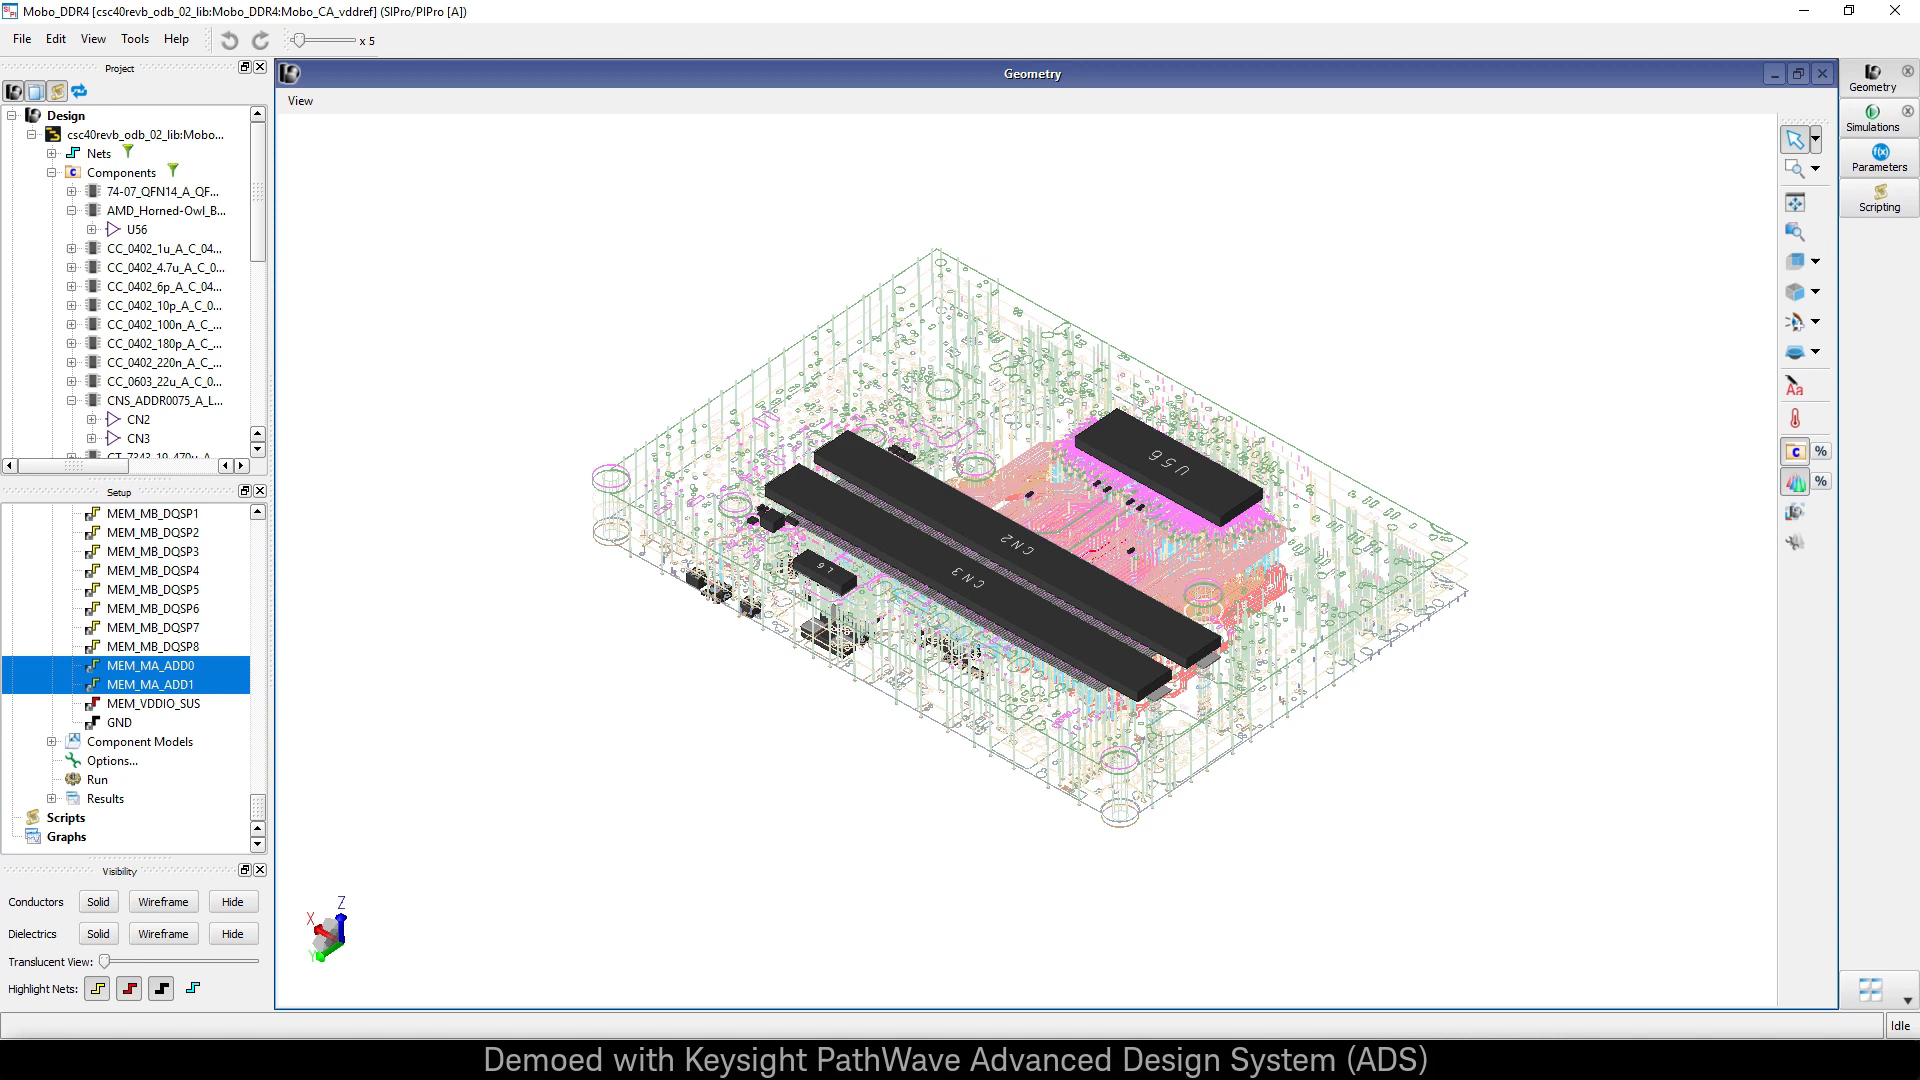 Mobo_DDR4 [csc40revb_odb_02_lib:Mobo_DDR4:Mobo_CA_vddref] (SIPro/PIPro [A])
File Edit View Tools Help x 5
Project
Design
csc40revb_odb_02_lib:Mobo...
Nets
Components
74-07_QFN14_A_QF...
AMD_Horned-Owl_B...
U56
CC_0402_1u_A_C_04...
CC_0402_4.7u_A_C_0...
CC_0402_6p_A_C_04...
CC_0402_10p_A_C_0...
CC_0402_100n_A_C_...
CC_0402_180p_A_C_...
CC_0402_220n_A_C_...
CC_0603_22u_A_C_0...
CNS_ADDR0075_A_L...
CN2
CN3
Setup
MEM_MB_DQSP1
MEM_MB_DQSP2
MEM_MB_DQSP3
MEM_MB_DQSP4
MEM_MB_DQSP5
MEM_MB_DQSP6
MEM_MB_DQSP7
MEM_MB_DQSP8
MEM_MA_ADD0
MEM_MA_ADD1
MEM_VDDIO_SUS
GND
Component Models
Options...
Run
Results
Scripts
Graphs
Visibility
Conductors Solid Wireframe Hide
Dielectrics Solid Wireframe Hide
Translucent View:
Highlight Nets:
Geometry
View
U56
CN2
CN3
L6
X
Y
Z
Aa
%
%
Geometry
Simulations
f(x)
Parameters
Scripting
Idle
Demoed with Keysight PathWave Advanced Design System (ADS)